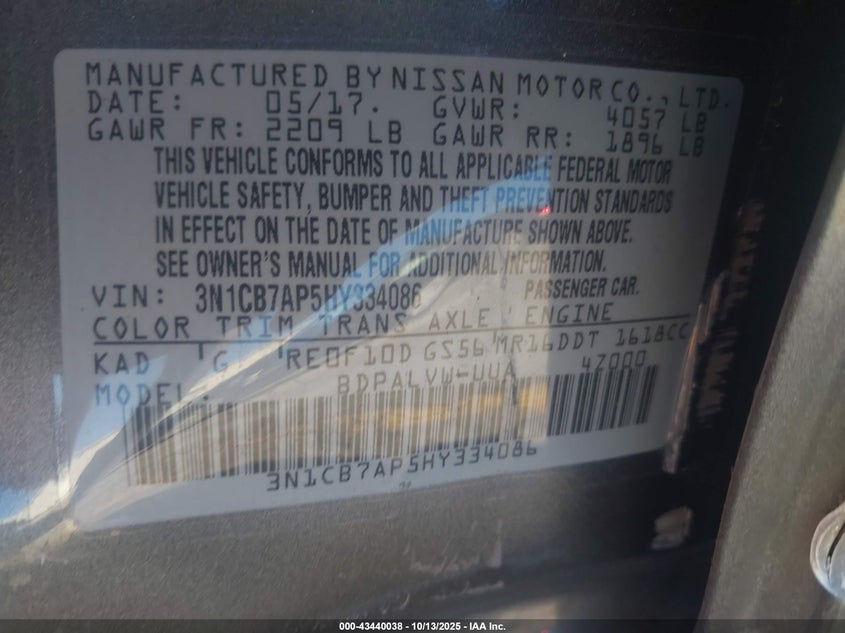 MANUFACTURED BY NISSAN MOTOR CO., LTD.
DATE: 05/17. GVWR: 4057 LB
GAWR FR: 2209 LB GAWR RR: 1896 LB
THIS VEHICLE CONFORMS TO ALL APPLICABLE FEDERAL MOTOR
VEHICLE SAFETY, BUMPER AND THEFT PREVENTION STANDARDS
IN EFFECT ON THE DATE OF MANUFACTURE SHOWN ABOVE.
SEE OWNER'S MANUAL FOR ADDITIONAL INFORMATION.
VIN: 3N1CB7AP5HY334086 PASSENGER CAR.
COLOR TRIM TRANS AXLE ENGINE
KAD G RE0F10D GS56 MR16DDT 1618CC
MODEL: BDPALVW-UUA 4Z000
3N1CB7AP5HY334086
000-43440038 - 10/13/2025 - IAA Inc.